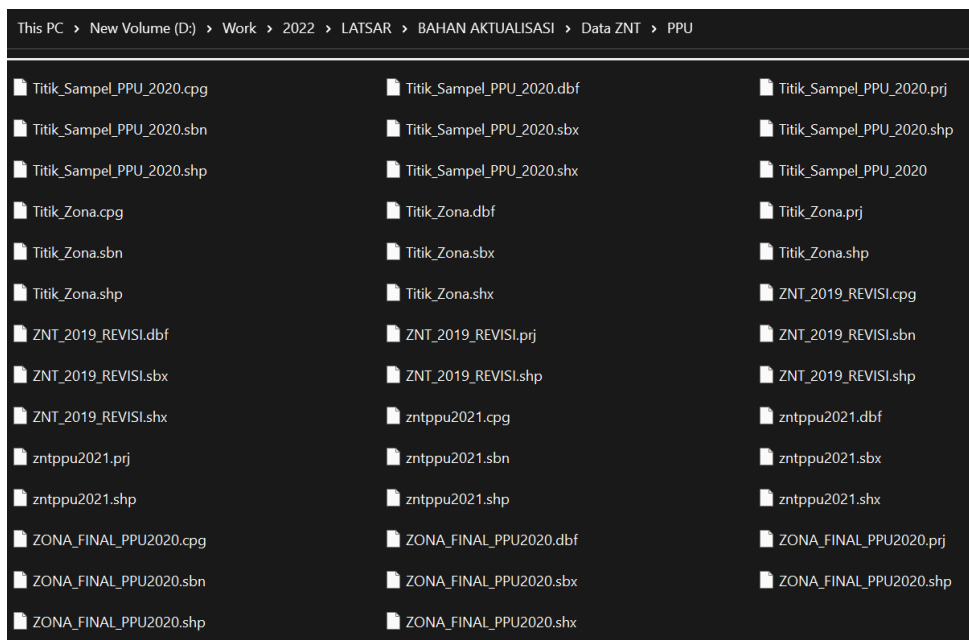 This PC > New Volume (D:) > Work > 2022 > LATSAR > BAHAN AKTUALISASI > Data ZNT > PPU
Titik_Sampel_PPU_2020.cpg Titik_Sampel_PPU_2020.dbf Titik_Sampel_PPU_2020.prj
Titik_Sampel_PPU_2020.sbn Titik_Sampel_PPU_2020.sbx Titik_Sampel_PPU_2020.shp
Titik_Sampel_PPU_2020.shp Titik_Sampel_PPU_2020.shx Titik_Sampel_PPU_2020
Titik_Zona.cpg Titik_Zona.dbf Titik_Zona.prj
Titik_Zona.sbn Titik_Zona.sbx Titik_Zona.shp
Titik_Zona.shp Titik_Zona.shx ZNT_2019_REVISI.cpg
ZNT_2019_REVISI.dbf ZNT_2019_REVISI.prj ZNT_2019_REVISI.sbn
ZNT_2019_REVISI.sbx ZNT_2019_REVISI.shp ZNT_2019_REVISI.shp
ZNT_2019_REVISI.shx zntppu2021.cpg zntppu2021.dbf
zntppu2021.prj zntppu2021.sbn zntppu2021.sbx
zntppu2021.shp zntppu2021.shp zntppu2021.shx
ZONA_FINAL_PPU2020.cpg ZONA_FINAL_PPU2020.dbf ZONA_FINAL_PPU2020.prj
ZONA_FINAL_PPU2020.sbn ZONA_FINAL_PPU2020.sbx ZONA_FINAL_PPU2020.shp
ZONA_FINAL_PPU2020.shp ZONA_FINAL_PPU2020.shx